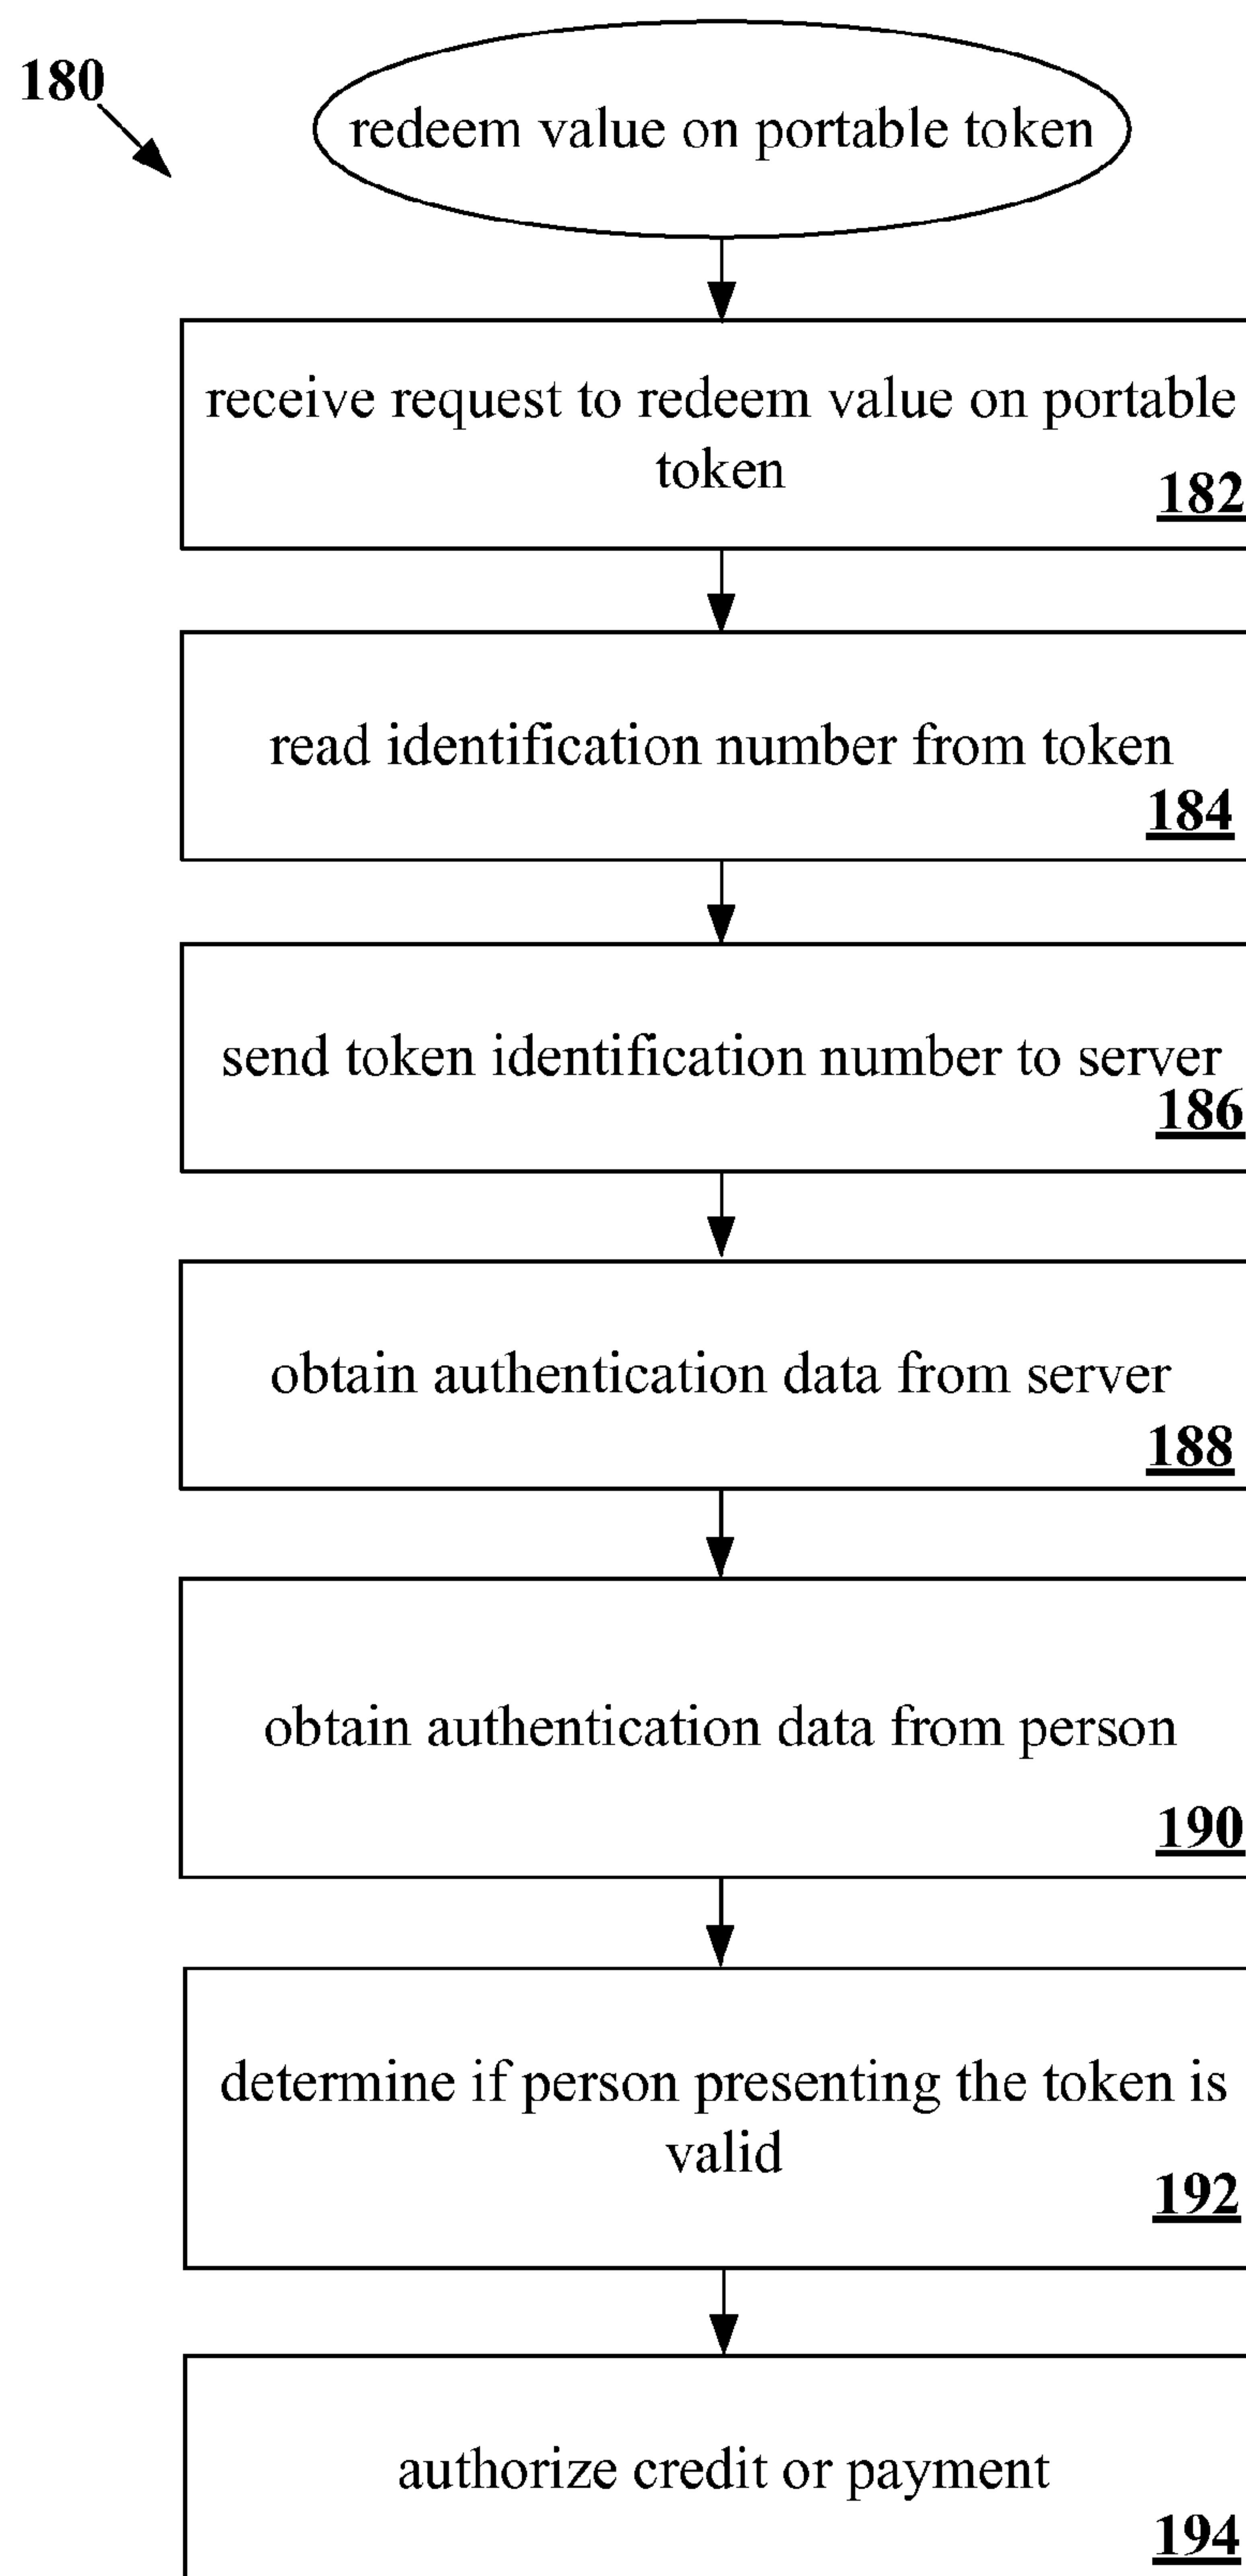 180
redeem value on portable token
receive request to redeem value on portable
token
182
read identification number from token
184
send token identification number to server
186
obtain authentication data from server
188
obtain authentication data from person
190
determine if person presenting the token is
valid
192
authorize credit or payment
194